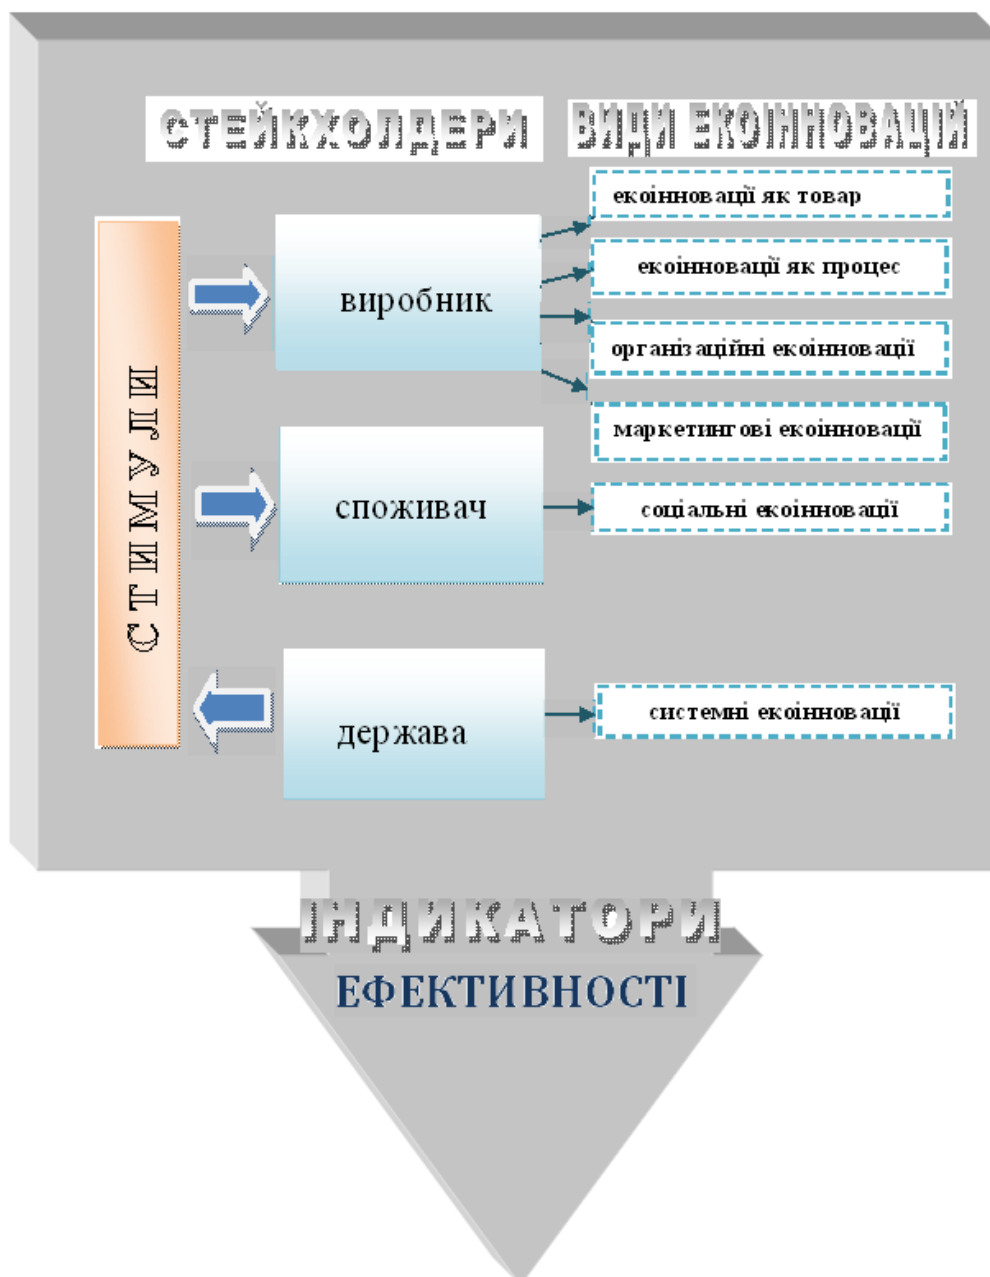 СТЕЙКХОЛДЕРИ
ВИДИ ЕКОІННОВАЦІЙ
СТИМУЛИ
виробник
екоінновації як товар
екоінновації як процес
організаційні екоінновації
маркетингові екоінновації
споживач
соціальні екоінновації
держава
системні екоінновації
ІНДИКАТОРИ
ЕФЕКТИВНОСТІ